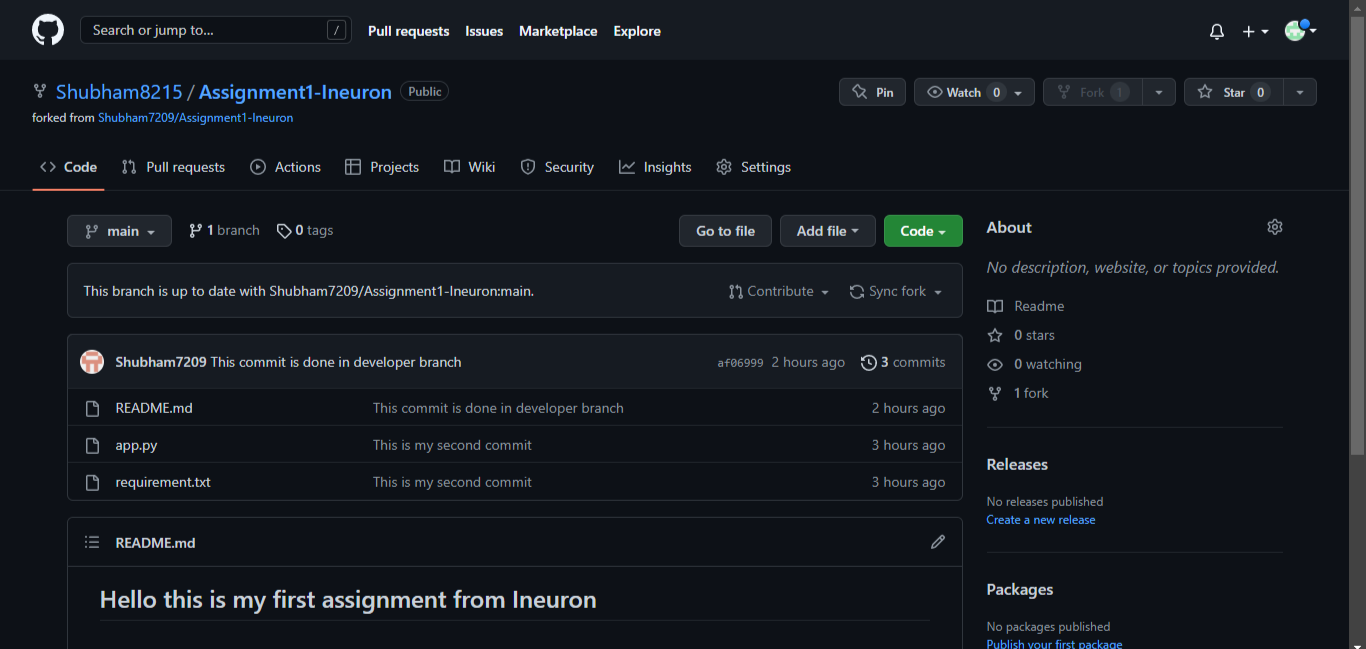 Search or jump to... / Pull requests Issues Marketplace Explore
Shubham8215 / Assignment1-Ineuron Public Pin Watch 0 Fork 1 Star 0
forked from Shubham7209/Assignment1-Ineuron
Code Pull requests Actions Projects Wiki Security Insights Settings
main 1 branch 0 tags Go to file Add file Code
This branch is up to date with Shubham7209/Assignment1-Ineuron:main. Contribute Sync fork
Shubham7209 This commit is done in developer branch af06999 2 hours ago 3 commits
README.md This commit is done in developer branch 2 hours ago
app.py This is my second commit 3 hours ago
requirement.txt This is my second commit 3 hours ago
README.md
Hello this is my first assignment from Ineuron
About
No description, website, or topics provided.
Readme
0 stars
0 watching
1 fork
Releases
No releases published
Create a new release
Packages
No packages published
Publish your first package